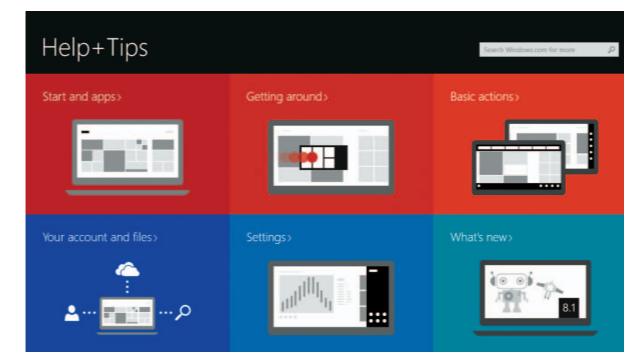 Help+Tips
Search Windows.com for more
Start and apps›
Getting around›
Basic actions›
Your account and files›
Settings›
What's new›
8.1